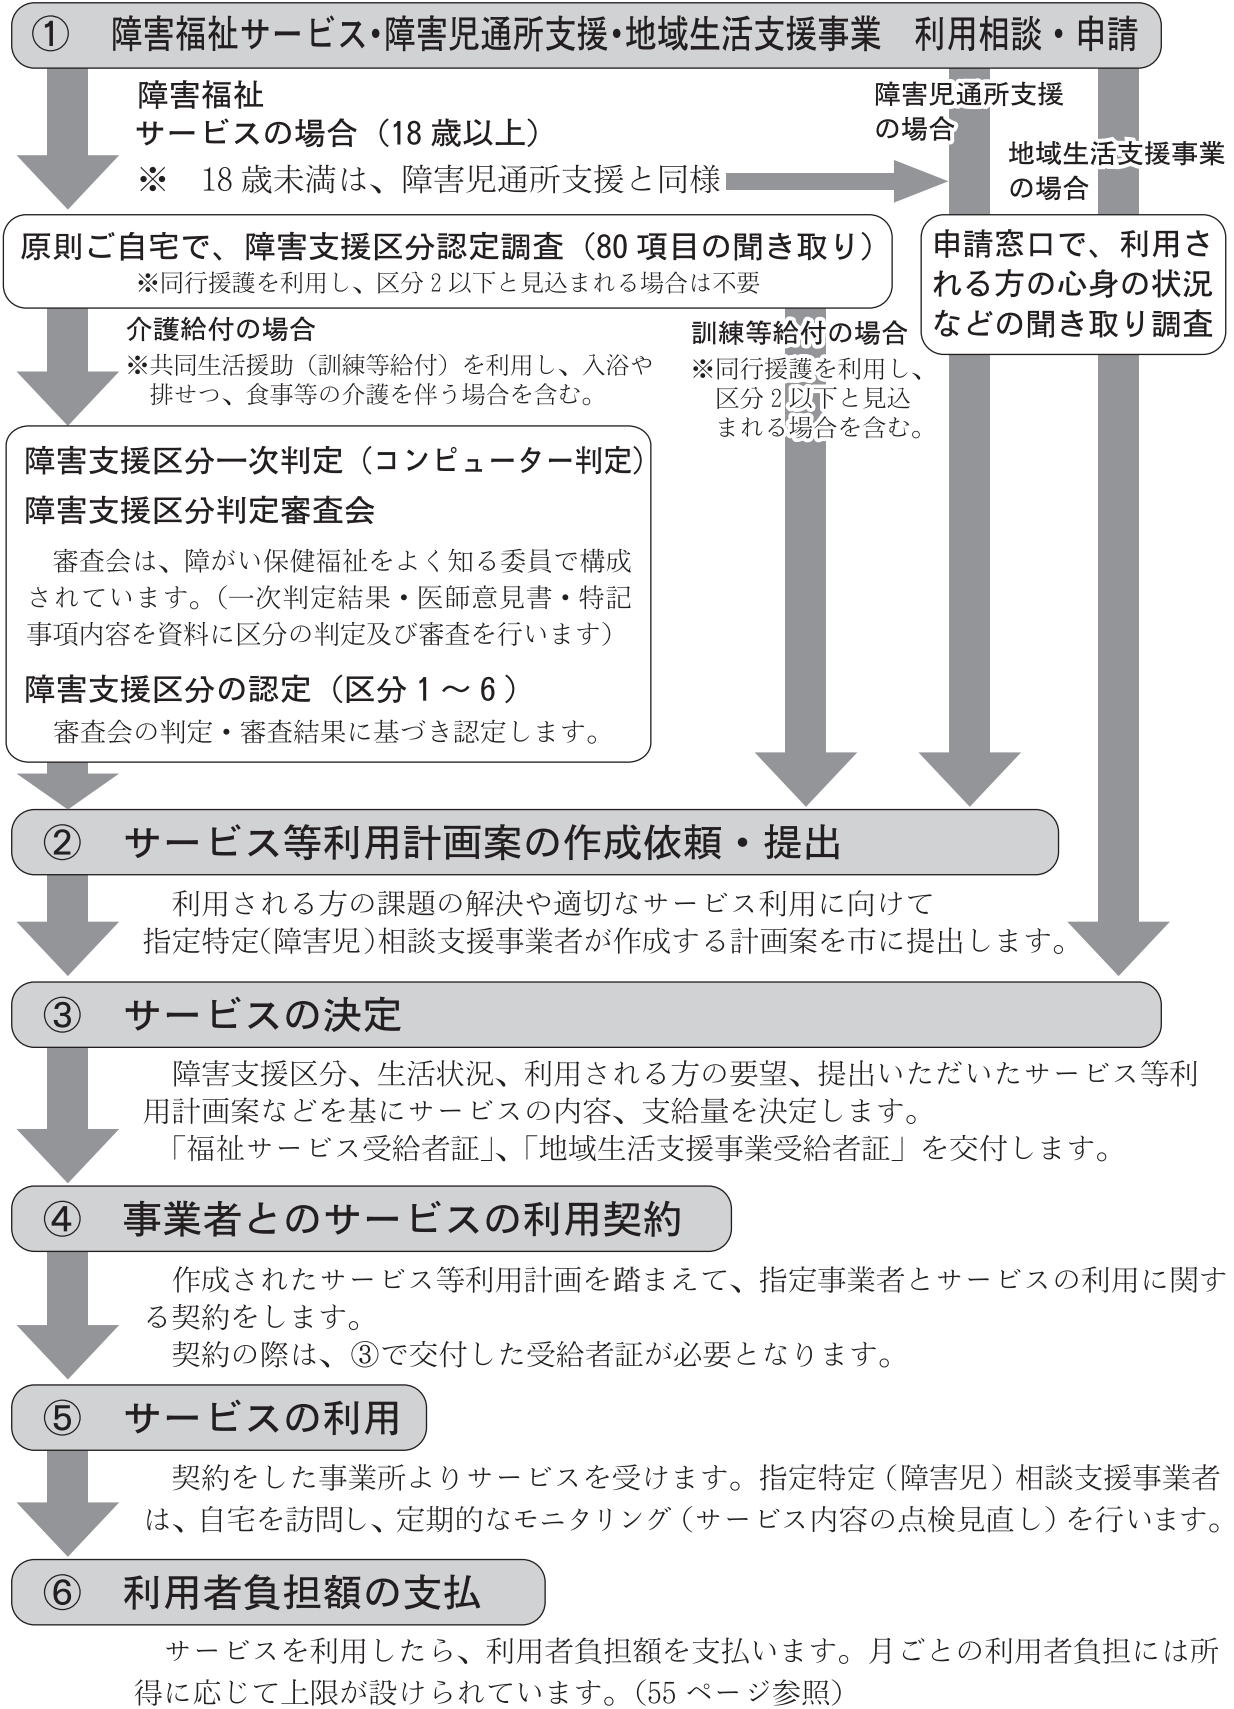 ① 障害福祉サービス・障害児通所支援・地域生活支援事業　利用相談・申請
障害福祉
サービスの場合（18 歳以上）
※　18 歳未満は、障害児通所支援と同様
障害児通所支援
の場合
地域生活支援事業
の場合
原則ご自宅で、障害支援区分認定調査（80 項目の聞き取り）
※同行援護を利用し、区分２以下と見込まれる場合は不要
申請窓口で、利用さ
れる方の心身の状況
などの聞き取り調査
介護給付の場合
※共同生活援助（訓練等給付）を利用し、入浴や
排せつ、食事等の介護を伴う場合を含む。
訓練等給付の場合
※同行援護を利用し、
区分２以下と見込
まれる場合を含む。
障害支援区分一次判定（コンピューター判定）
障害支援区分判定審査会
審査会は、障がい保健福祉をよく知る委員で構成
されています。（一次判定結果・医師意見書・特記
事項内容を資料に区分の判定及び審査を行います）
障害支援区分の認定（区分１～６）
審査会の判定・審査結果に基づき認定します。
②　サービス等利用計画案の作成依頼・提出
利用される方の課題の解決や適切なサービス利用に向けて
指定特定(障害児)相談支援事業者が作成する計画案を市に提出します。
③　サービスの決定
障害支援区分、生活状況、利用される方の要望、提出いただいたサービス等利
用計画案などを基にサービスの内容、支給量を決定します。
「福祉サービス受給者証」、「地域生活支援事業受給者証」を交付します。
④　事業者とのサービスの利用契約
作成されたサービス等利用計画を踏まえて、指定事業者とサービスの利用に関す
る契約をします。
契約の際は、③で交付した受給者証が必要となります。
⑤　サービスの利用
契約をした事業所よりサービスを受けます。指定特定（障害児）相談支援事業者
は、自宅を訪問し、定期的なモニタリング（サービス内容の点検見直し）を行います。
⑥　利用者負担額の支払
サービスを利用したら、利用者負担額を支払います。月ごとの利用者負担には所
得に応じて上限が設けられています。（55 ページ参照）